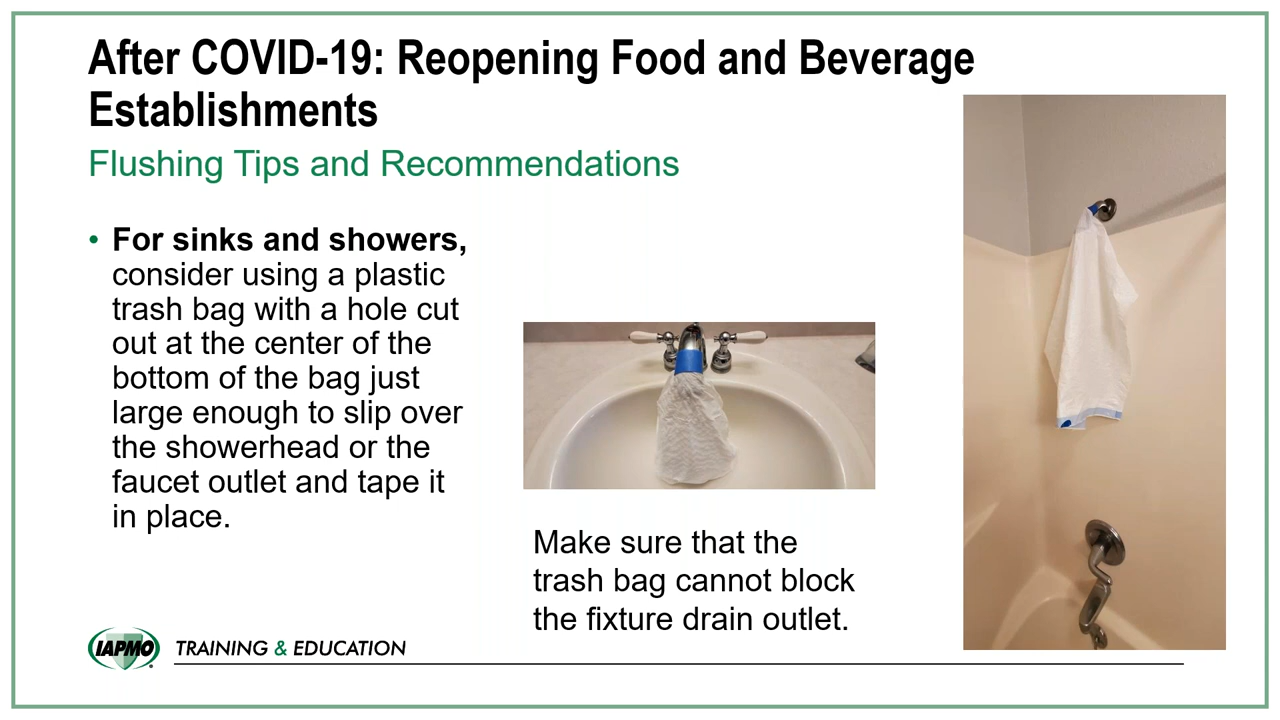 After COVID-19: Reopening Food and Beverage
Establishments
Flushing Tips and Recommendations
• For sinks and showers,
consider using a plastic
trash bag with a hole cut
out at the center of the
bottom of the bag just
large enough to slip over
the showerhead or the
faucet outlet and tape it
in place.
Make sure that the
trash bag cannot block
the fixture drain outlet.
IAPMO TRAINING & EDUCATION